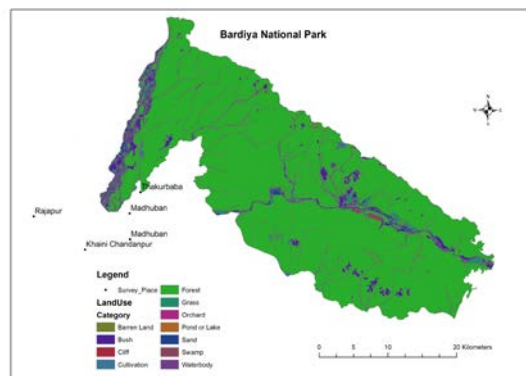 Bardiya National Park
Thakurbaba
Madhuban
Rajapur
Madhuban
Khaini Chandanpur
Legend
Survey_Place
LandUse
Category
Barren Land
Bush
Cliff
Cultivation
Forest
Grass
Orchard
Pond or Lake
Sand
Swamp
Waterbody
0 5 10 20 Kilometers